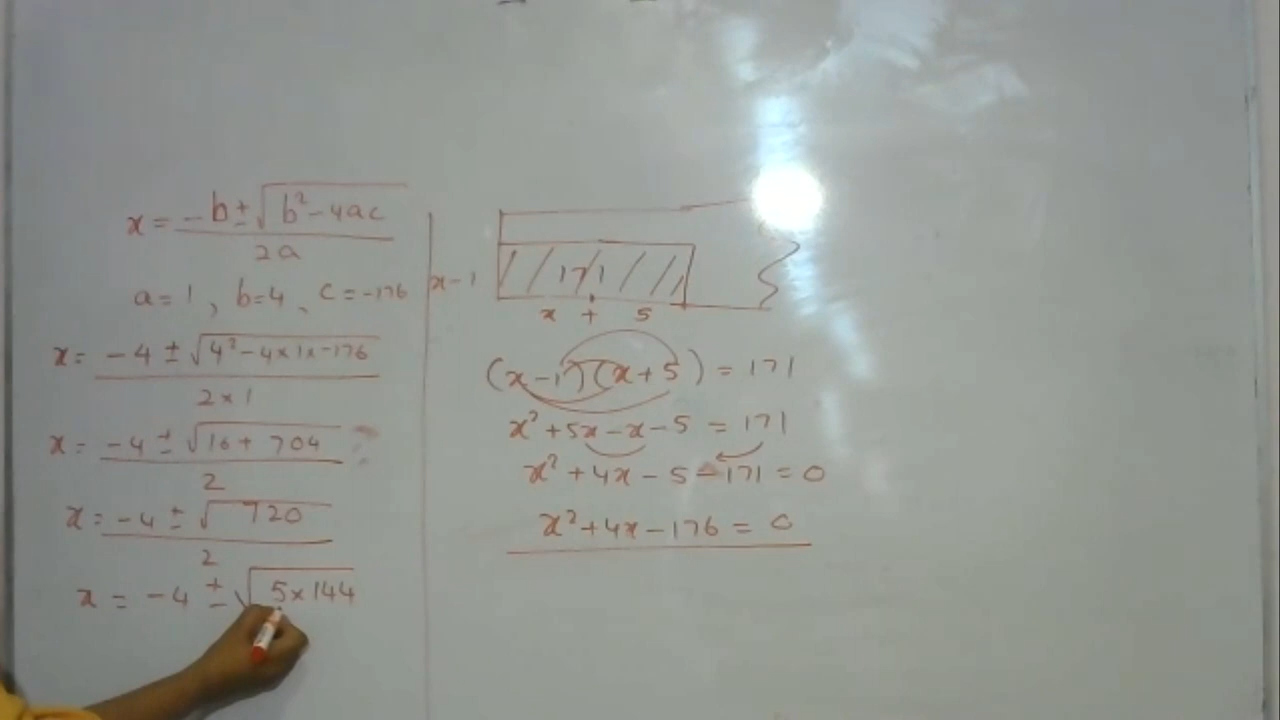 x = -b ± √b² - 4ac / 2a
a = 1, b = 4, c = -176
x = -4 ± √4² - 4 × 1 × -176 / 2 × 1
x = -4 ± √16 + 704 / 2
x = -4 ± √720 / 2
x = -4 ± √5 × 144
x - 1
171
x + 5
(x - 1)(x + 5) = 171
x² + 5x - x - 5 = 171
x² + 4x - 5 - 171 = 0
x² + 4x - 176 = 0